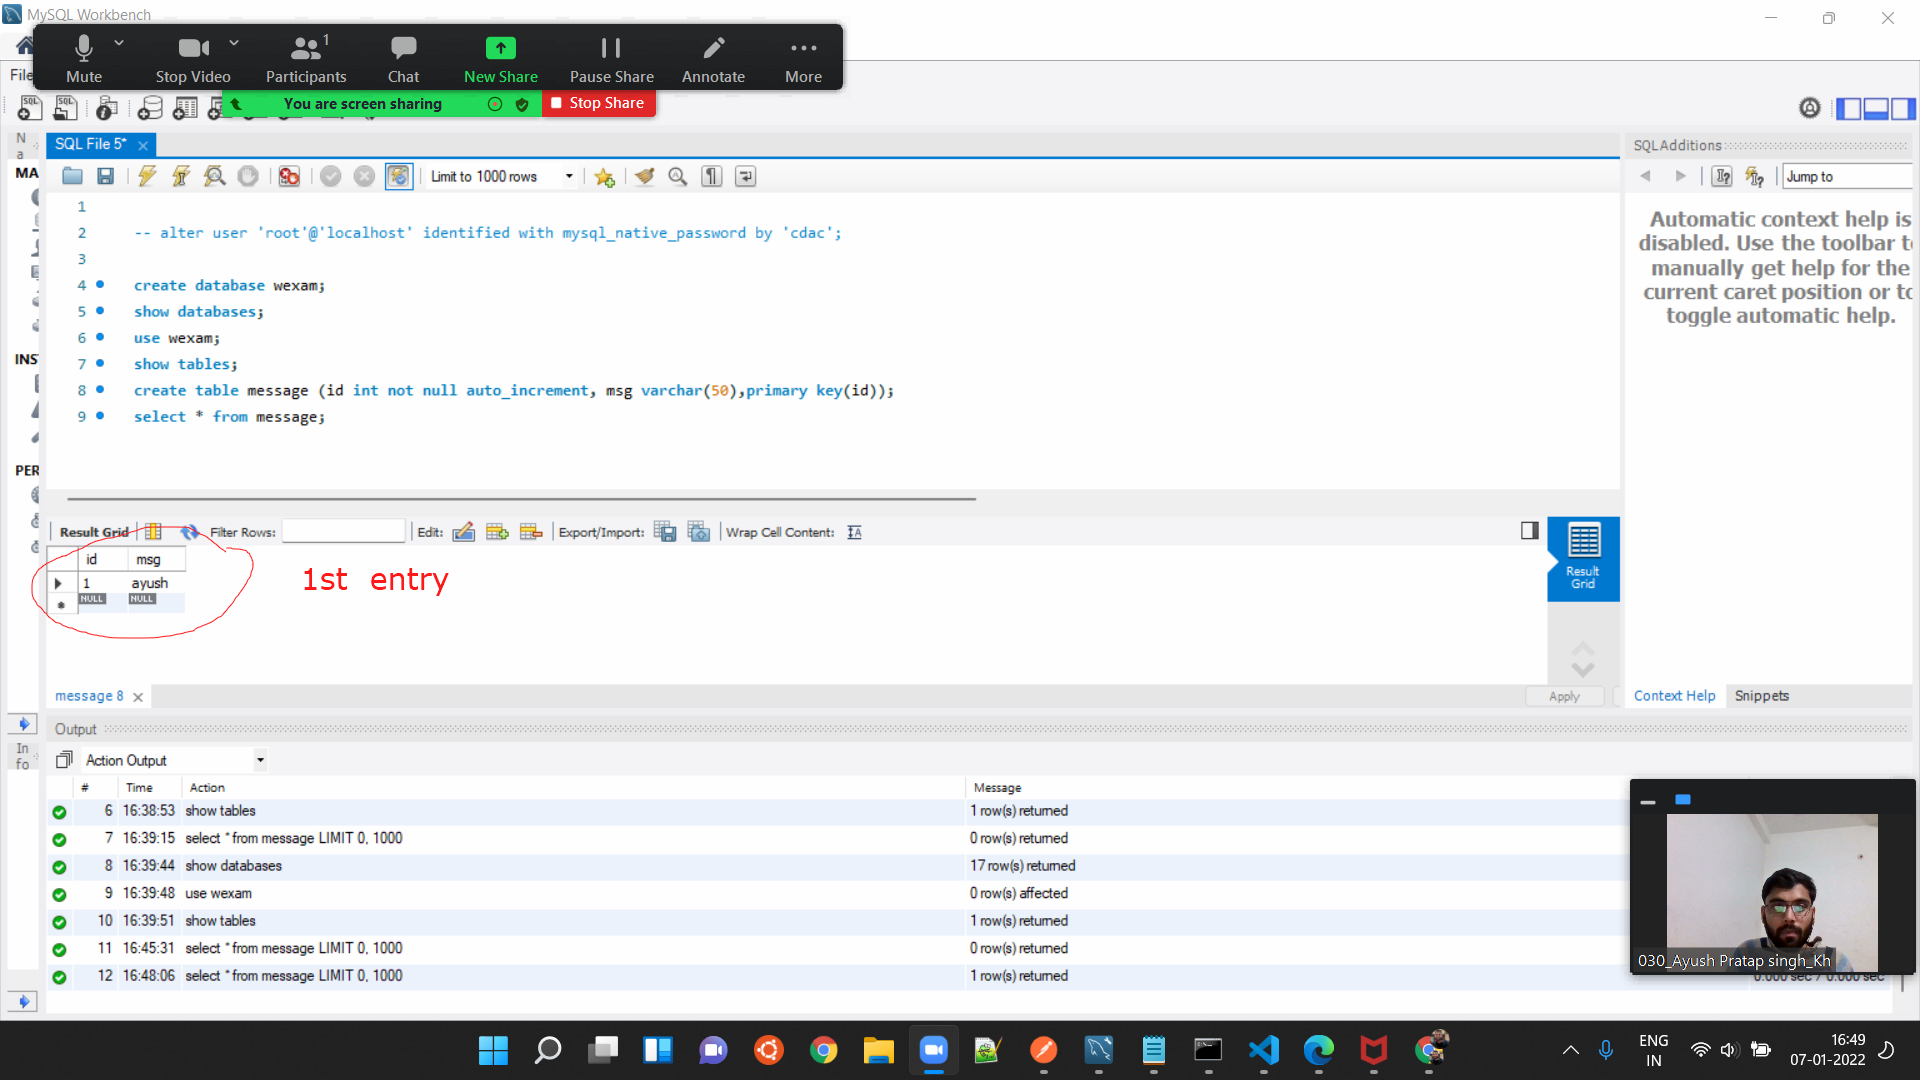 MySQL Workbench
Mute
Stop Video
1
Participants
Chat
New Share
Pause Share
Annotate
More
File
You are screen sharing
Stop Share
N
a
SQL File 5*
SQLAdditions
MA
Limit to 1000 rows
Jump to
1
2 -- alter user 'root'@'localhost' identified with mysql_native_password by 'cdac';
3
4 create database wexam;
5 show databases;
6 use wexam;
7 show tables;
8 create table message (id int not null auto_increment, msg varchar(50),primary key(id));
9 select * from message;
Automatic context help is
disabled. Use the toolbar t
manually get help for the
current caret position or to
toggle automatic help.
INS
PER
Result Grid
Filter Rows:
Edit:
Export/Import:
Wrap Cell Content:
id msg
1 ayush
NULL NULL
1st entry
Result
Grid
message 8
Apply
Context Help
Snippets
Output
In
fo
Action Output
# Time Action Message
6 16:38:53 show tables 1 row(s) returned
7 16:39:15 select * from message LIMIT 0, 1000 0 row(s) returned
8 16:39:44 show databases 17 row(s) returned
9 16:39:48 use wexam 0 row(s) affected
10 16:39:51 show tables 1 row(s) returned
11 16:45:31 select * from message LIMIT 0, 1000 0 row(s) returned
12 16:48:06 select * from message LIMIT 0, 1000 1 row(s) returned 0.000 sec / 0.000 sec
030_Ayush Pratap singh_Kh
ENG
IN
16:49
07-01-2022